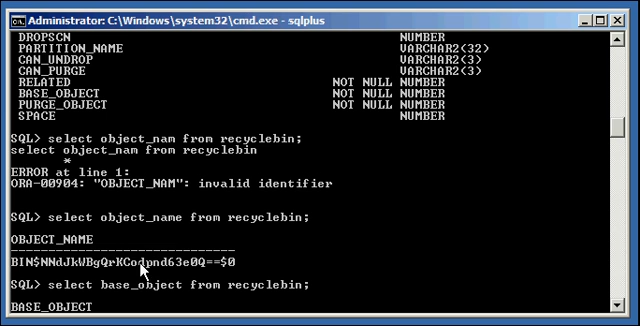 Administrator: C:\Windows\system32\cmd.exe - sqlplus
DROPSCN NUMBER
PARTITION_NAME VARCHAR2(32)
CAN_UNDROP VARCHAR2(3)
CAN_PURGE VARCHAR2(3)
RELATED NOT NULL NUMBER
BASE_OBJECT NOT NULL NUMBER
PURGE_OBJECT NOT NULL NUMBER
SPACE NUMBER
SQL> select object_nam from recyclebin;
select object_nam from recyclebin
*
ERROR at line 1:
ORA-00904: "OBJECT_NAM": invalid identifier
SQL> select object_name from recyclebin;
OBJECT_NAME
------------------------------
BIN$NNdJkWBgQrKCodpnd63e0Q==$0
SQL> select base_object from recyclebin;
BASE_OBJECT